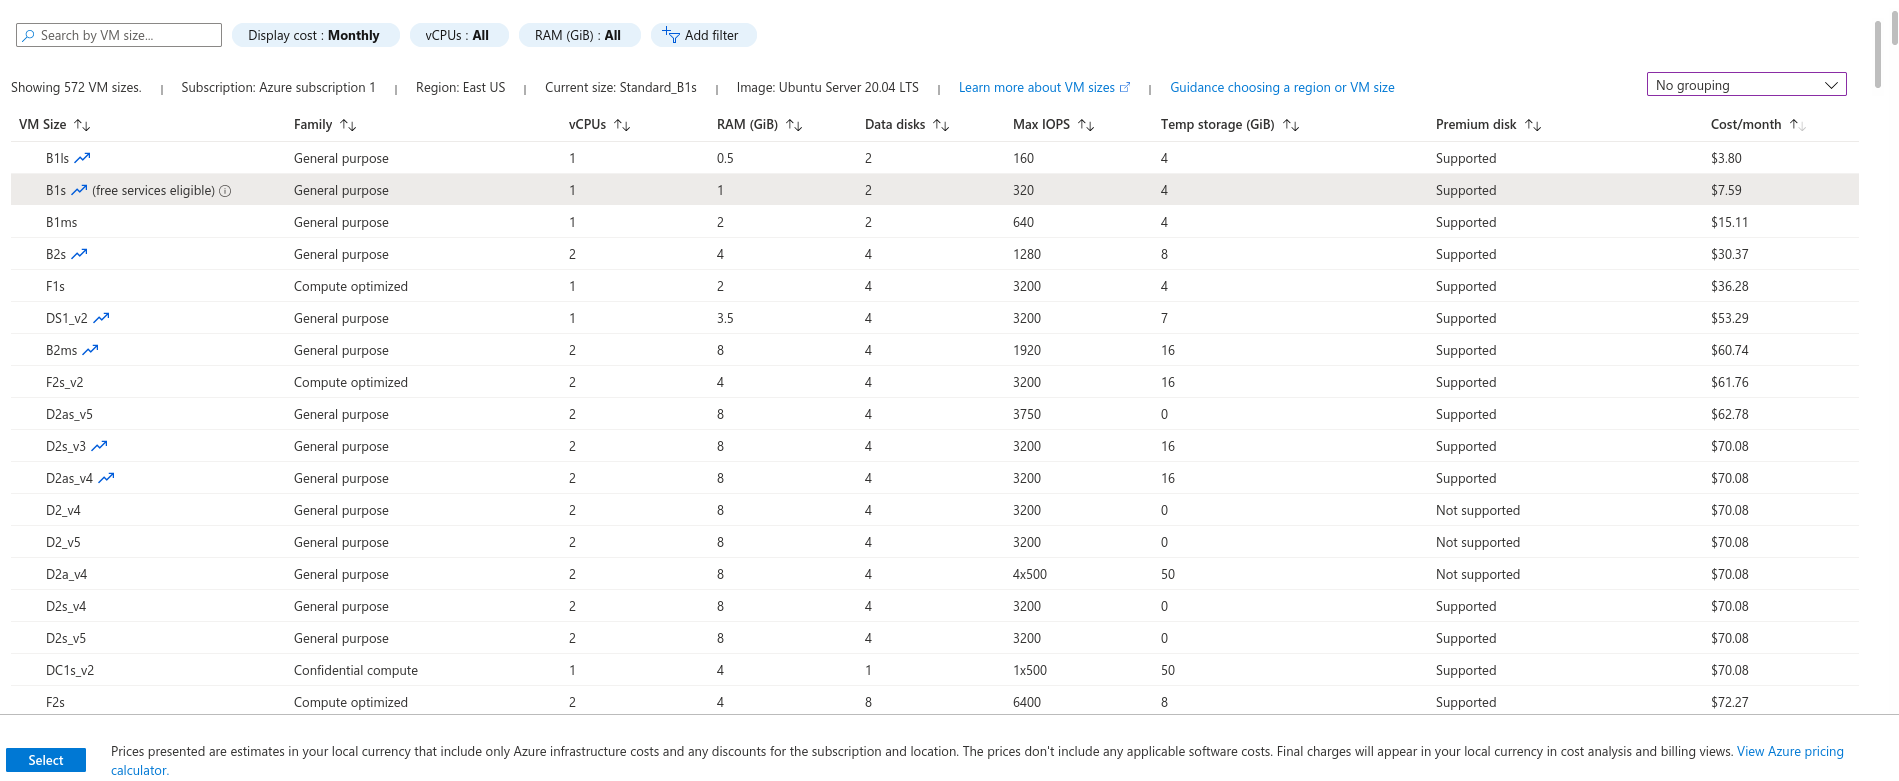 Search by VM size...
Display cost : Monthly
vCPUs : All
RAM (GiB) : All
Add filter
Showing 572 VM sizes. | Subscription: Azure subscription 1 | Region: East US | Current size: Standard_B1s | Image: Ubuntu Server 20.04 LTS | Learn more about VM sizes | Guidance choosing a region or VM size
No grouping
VM Size Family vCPUs RAM (GiB) Data disks Max IOPS Temp storage (GiB) Premium disk Cost/month
B1ls General purpose 1 0.5 2 160 4 Supported $3.80
B1s (free services eligible) General purpose 1 1 2 320 4 Supported $7.59
B1ms General purpose 1 2 2 640 4 Supported $15.11
B2s General purpose 2 4 4 1280 8 Supported $30.37
F1s Compute optimized 1 2 4 3200 4 Supported $36.28
DS1_v2 General purpose 1 3.5 4 3200 7 Supported $53.29
B2ms General purpose 2 8 4 1920 16 Supported $60.74
F2s_v2 Compute optimized 2 4 4 3200 16 Supported $61.76
D2as_v5 General purpose 2 8 4 3750 0 Supported $62.78
D2s_v3 General purpose 2 8 4 3200 16 Supported $70.08
D2as_v4 General purpose 2 8 4 3200 16 Supported $70.08
D2_v4 General purpose 2 8 4 3200 0 Not supported $70.08
D2_v5 General purpose 2 8 4 3200 0 Not supported $70.08
D2a_v4 General purpose 2 8 4 4x500 50 Not supported $70.08
D2s_v4 General purpose 2 8 4 3200 0 Supported $70.08
D2s_v5 General purpose 2 8 4 3200 0 Supported $70.08
DC1s_v2 Confidential compute 1 4 1 1x500 50 Supported $70.08
F2s Compute optimized 2 4 8 6400 8 Supported $72.27
Select
Prices presented are estimates in your local currency that include only Azure infrastructure costs and any discounts for the subscription and location. The prices don't include any applicable software costs. Final charges will appear in your local currency in cost analysis and billing views. View Azure pricing
calculator.